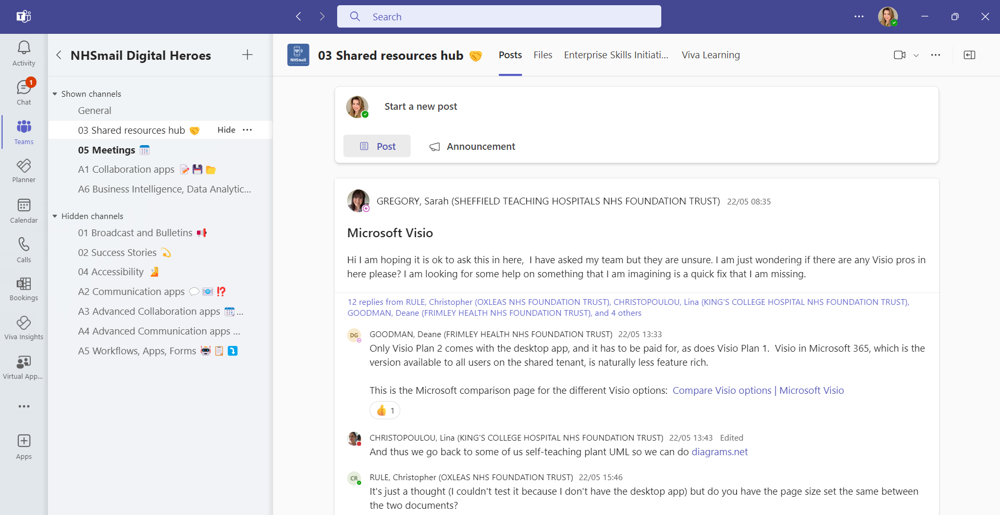 Search
Activity
1
Chat
Teams
Planner
Calendar
Calls
Bookings
Viva Insights
Virtual App...
Apps
NHSmail Digital Heroes
Shown channels
General
03 Shared resources hub 🤝 Hide
05 Meetings
A1 Collaboration apps 📝💾📂
A6 Business Intelligence, Data Analytic...
Hidden channels
01 Broadcast and Bulletins 📢
02 Success Stories 💫
04 Accessibility
A2 Communication apps 💬📧⁉
A3 Advanced Collaboration apps ...
A4 Advanced Communication apps ...
A5 Workflows, Apps, Forms 🤖📋⤵
NHSmail
03 Shared resources hub 🤝
Posts Files Enterprise Skills Initiati... Viva Learning
Start a new post
Post Announcement
GREGORY, Sarah (SHEFFIELD TEACHING HOSPITALS NHS FOUNDATION TRUST) 22/05 08:35
Microsoft Visio
Hi I am hoping it is ok to ask this in here,  I have asked my team but they are unsure. I am just wondering if there are any Visio pros in
here please? I am looking for some help on something that I am imagining is a quick fix that I am missing.
12 replies from RULE, Christopher (OXLEAS NHS FOUNDATION TRUST), CHRISTOPOULOU, Lina (KING'S COLLEGE HOSPITAL NHS FOUNDATION TRUST),
GOODMAN, Deane (FRIMLEY HEALTH NHS FOUNDATION TRUST), and 4 others
DG
GOODMAN, Deane (FRIMLEY HEALTH NHS FOUNDATION TRUST) 22/05 13:33
Only Visio Plan 2 comes with the desktop app, and it has to be paid for, as does Visio Plan 1.  Visio in Microsoft 365, which is the
version available to all users on the shared tenant, is naturally less feature rich.
This is the Microsoft comparison page for the different Visio options:  Compare Visio options | Microsoft Visio
👍 1
CHRISTOPOULOU, Lina (KING'S COLLEGE HOSPITAL NHS FOUNDATION TRUST) 22/05 13:43 Edited
And thus we go back to some of us self-teaching plant UML so we can do diagrams.net
CR
RULE, Christopher (OXLEAS NHS FOUNDATION TRUST) 22/05 15:46
It's just a thought (I couldn't test it because I don't have the desktop app) but do you have the page size set the same between
the two documents?